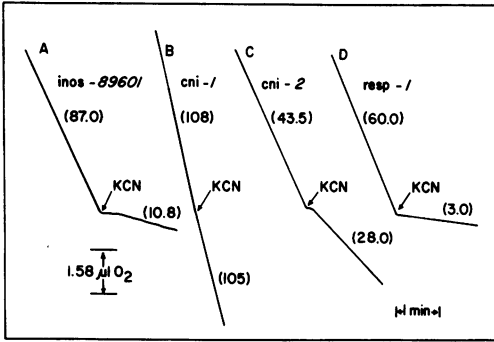 A
B
C
D
inos - 89601
cni - 1
cni - 2
resp - 1
(87.0)
(108)
(43.5)
(60.0)
KCN
KCN
KCN
KCN
(10.8)
(3.0)
(28.0)
1.58 µl O2
(105)
1 min